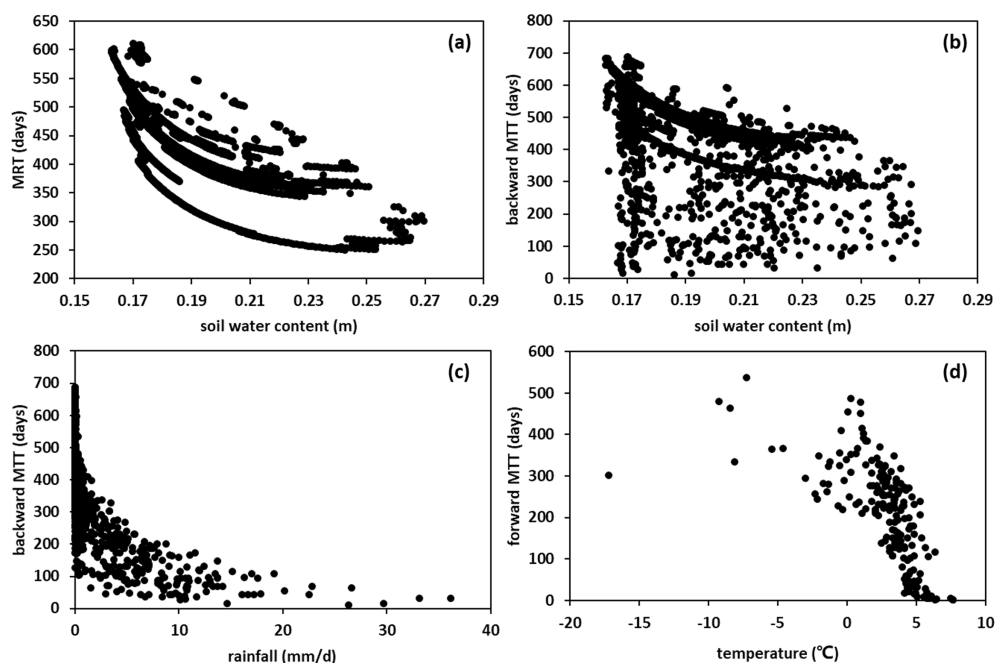 (a)
MRT (days)
650
600
550
500
450
400
350
300
250
200
0.15 0.17 0.19 0.21 0.23 0.25 0.27 0.29
soil water content (m)
(b)
backward MTT (days)
800
700
600
500
400
300
200
100
0
0.15 0.17 0.19 0.21 0.23 0.25 0.27 0.29
soil water content (m)
(c)
backward MTT (days)
800
700
600
500
400
300
200
100
0
0 10 20 30 40
rainfall (mm/d)
(d)
forward MTT (days)
600
500
400
300
200
100
0
-20 -15 -10 -5 0 5 10
temperature (℃)